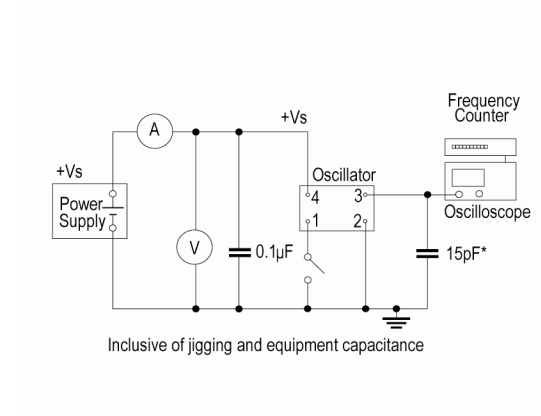 Frequency
Counter
A
+Vs
+Vs
Oscillator
4
3
Power
Supply
1
2
Oscilloscope
V
0.1µF
15pF*
Inclusive of jigging and equipment capacitance